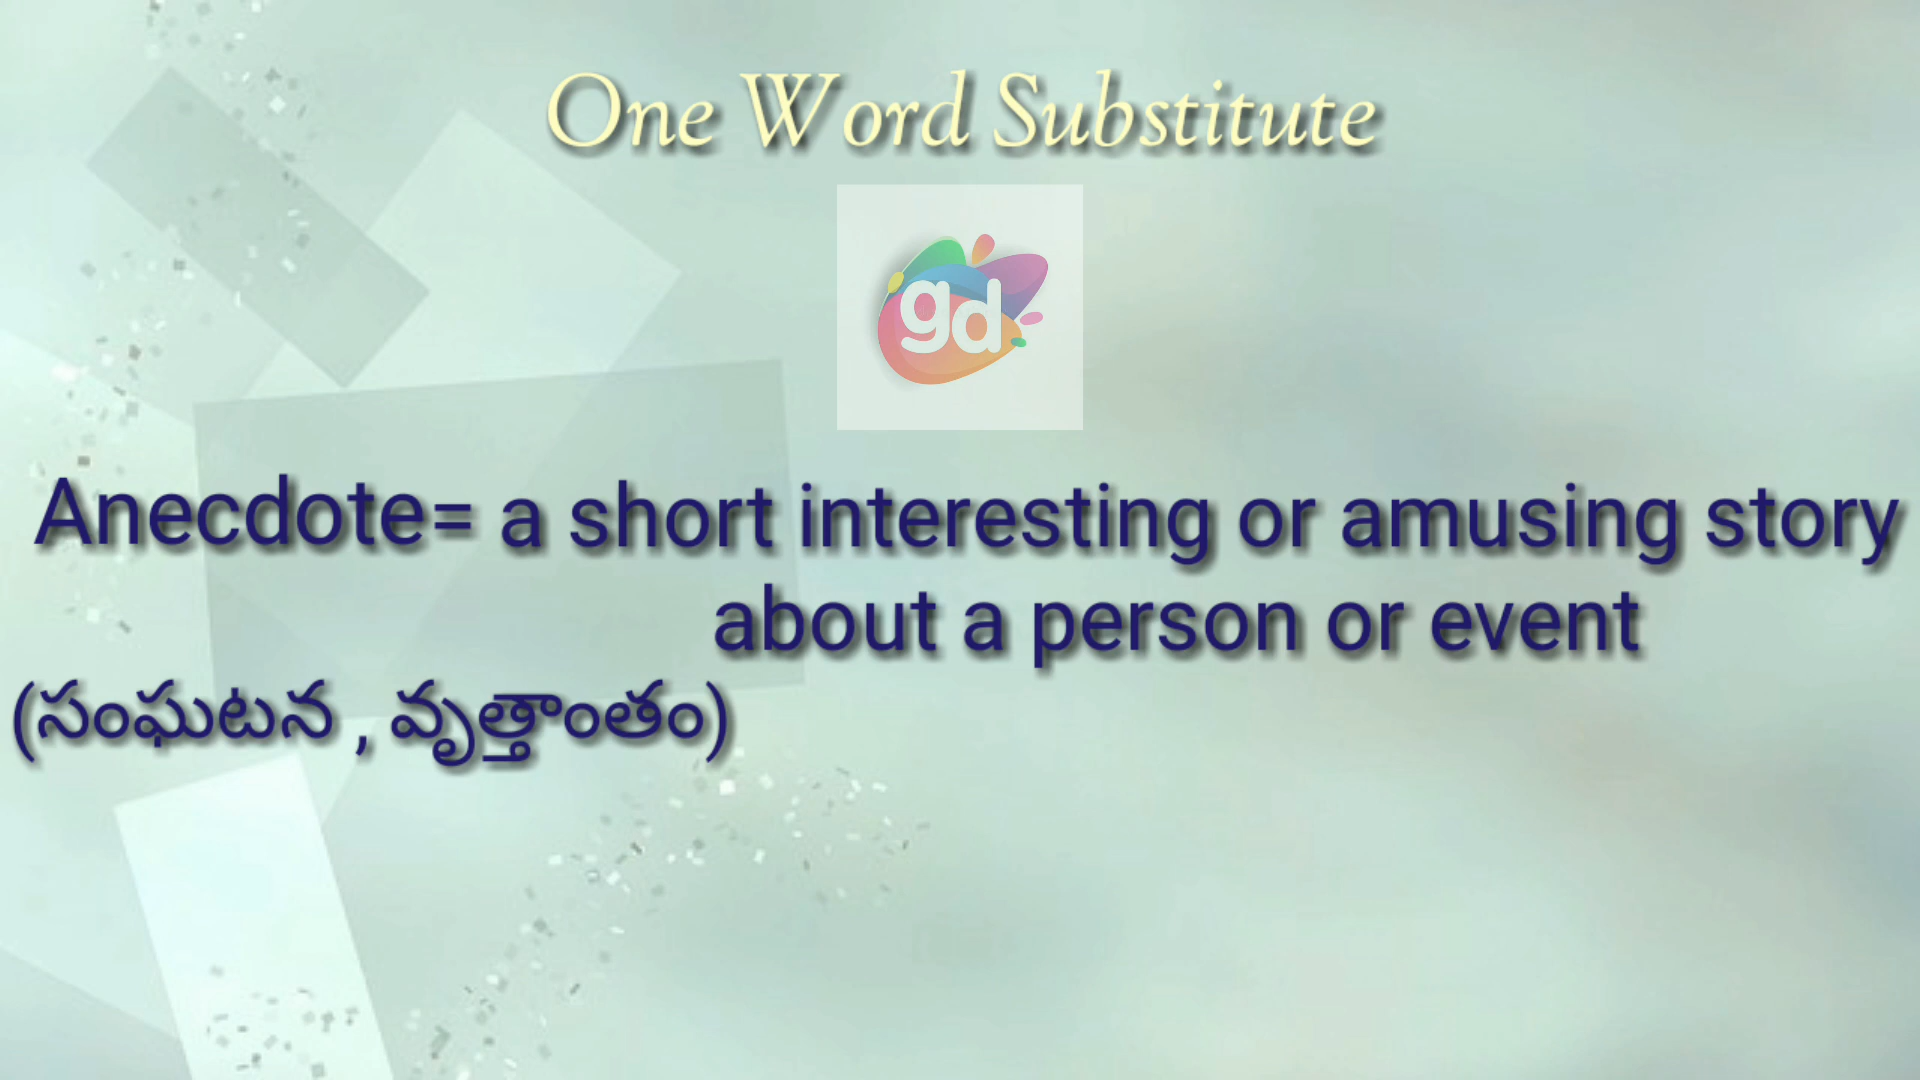 One Word Substitute
gd
Anecdote= a short interesting or amusing story
about a person or event
(సంఘటన , వృత్తాంతం)